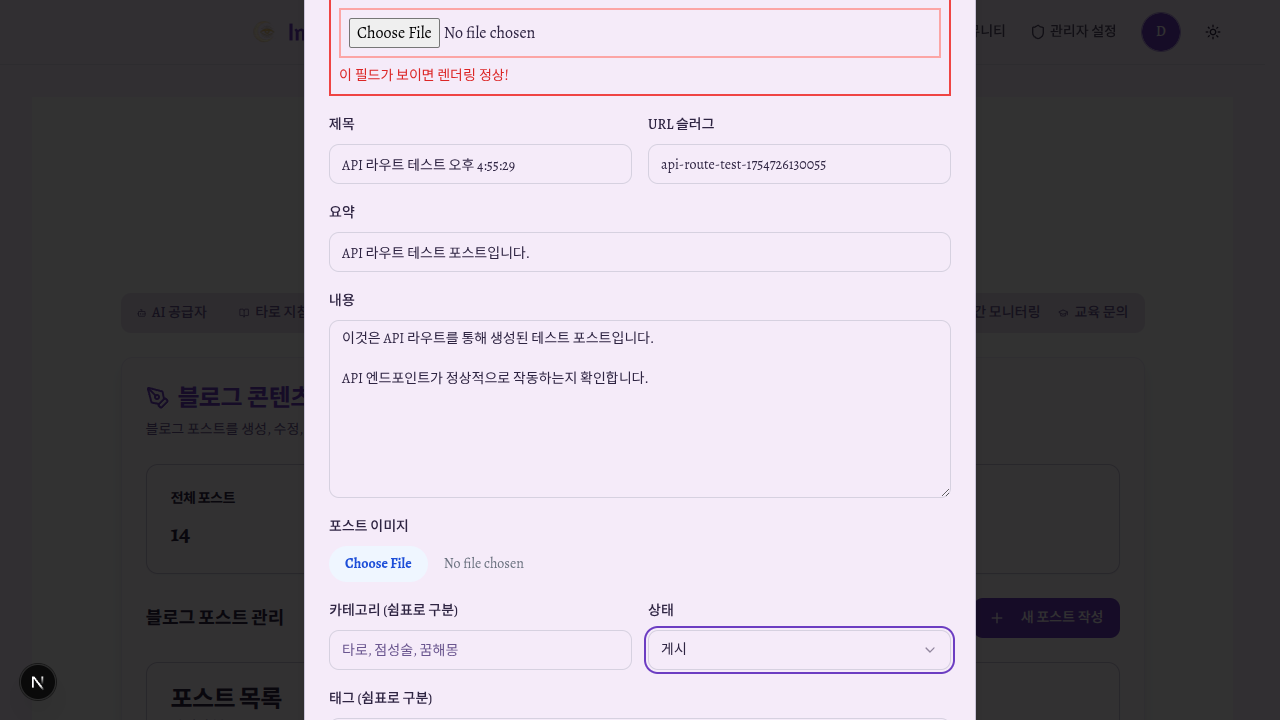 In
뮤니티
관리자 설정
D
Choose File No file chosen
이 필드가 보이면 렌더링 정상!
제목
URL 슬러그
API 라우트 테스트 오후 4:55:29
api-route-test-1754726130055
요약
API 라우트 테스트 포스트입니다.
내용
이것은 API 라우트를 통해 생성된 테스트 포스트입니다.
API 엔드포인트가 정상적으로 작동하는지 확인합니다.
AI 공급자
타로 지침
간 모니터링
교육 문의
블로그 콘텐츠
블로그 포스트를 생성, 수정,
전체 포스트
14
포스트 이미지
Choose File No file chosen
카테고리 (쉼표로 구분)
상태
타로, 점성술, 꿈해몽
게시
블로그 포스트 관리
새 포스트 작성
태그 (쉼표로 구분)
포스트 목록
N